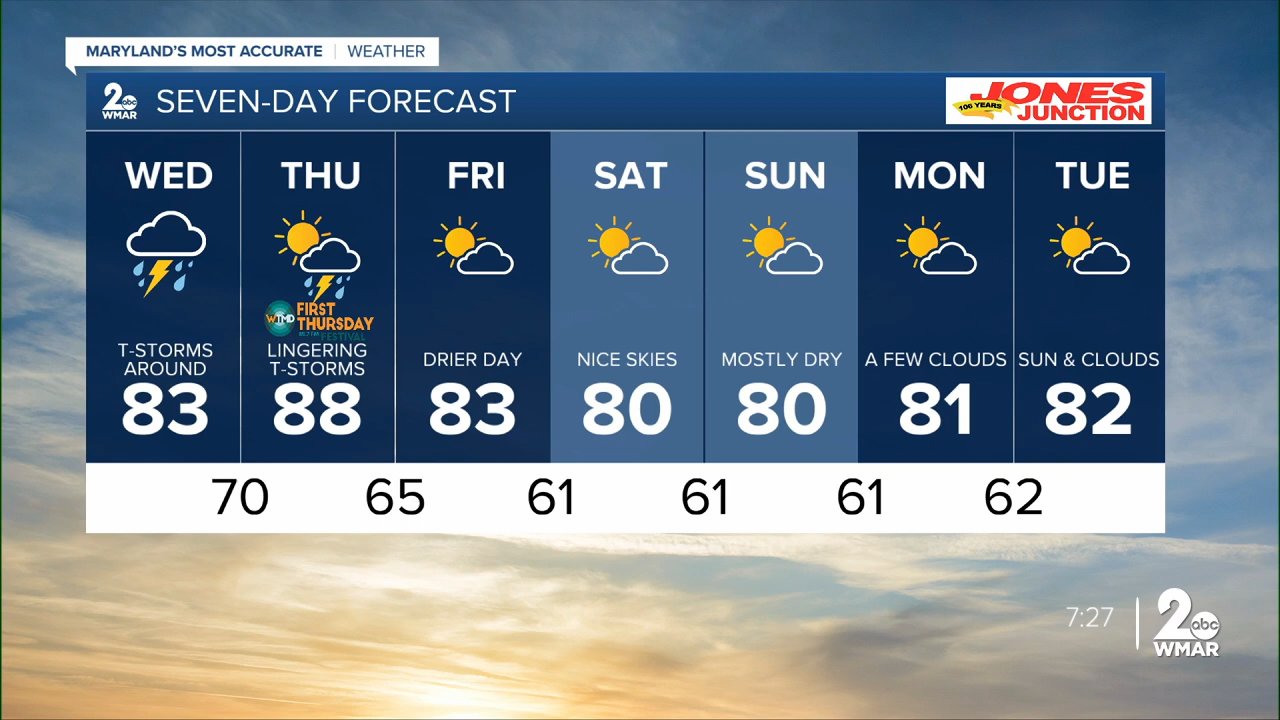 MARYLAND'S MOST ACCURATE | WEATHER
2 abc WMAR
SEVEN-DAY FORECAST
106 YEARS
JONES
JUNCTION
WED
THU
FRI
SAT
SUN
MON
TUE
WTMD
FIRST
THURSDAY
FESTIVAL
T-STORMS
AROUND
LINGERING
T-STORMS
DRIER DAY
NICE SKIES
MOSTLY DRY
A FEW CLOUDS
SUN & CLOUDS
83
88
83
80
80
81
82
70
65
61
61
61
62
7:27
2 abc
WMAR